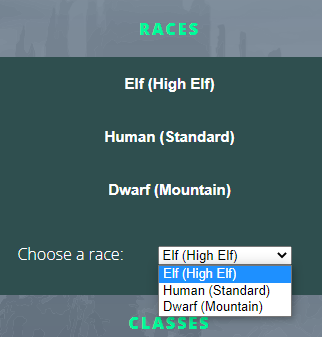 RACES
Elf (High Elf)
Human (Standard)
Dwarf (Mountain)
Choose a race: Elf (High Elf)
Elf (High Elf)
Human (Standard)
Dwarf (Mountain)
CLASSES